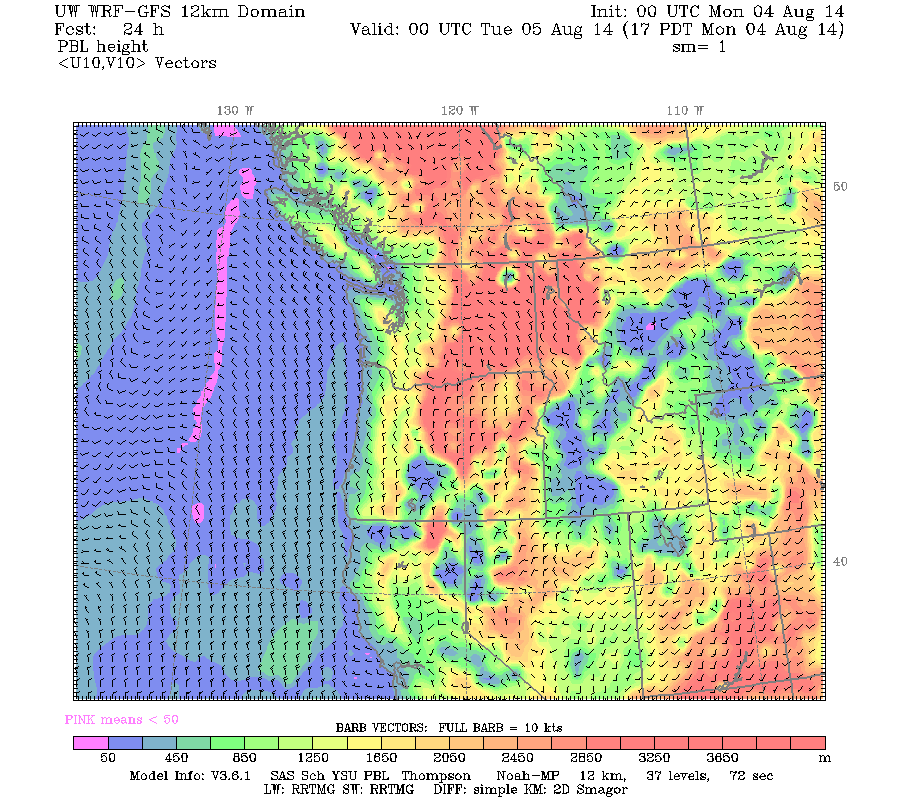 UW WRF-GFS 12km Domain Init: 00 UTC Mon 04 Aug 14
Fcst: 24 h Valid: 00 UTC Tue 05 Aug 14 (17 PDT Mon 04 Aug 14)
PBL height sm= 1
<U10,V10> Vectors
130 W 120 W 110 W
50
40
PINK means < 50
BARB VECTORS: FULL BARB = 10 kts
50 450 850 1250 1650 2050 2450 2850 3250 3650 m
Model Info: V3.6.1 SAS Sch YSU PBL Thompson Noah-MP 12 km, 37 levels, 72 sec
LW: RRTMG SW: RRTMG DIFF: simple KM: 2D Smagor